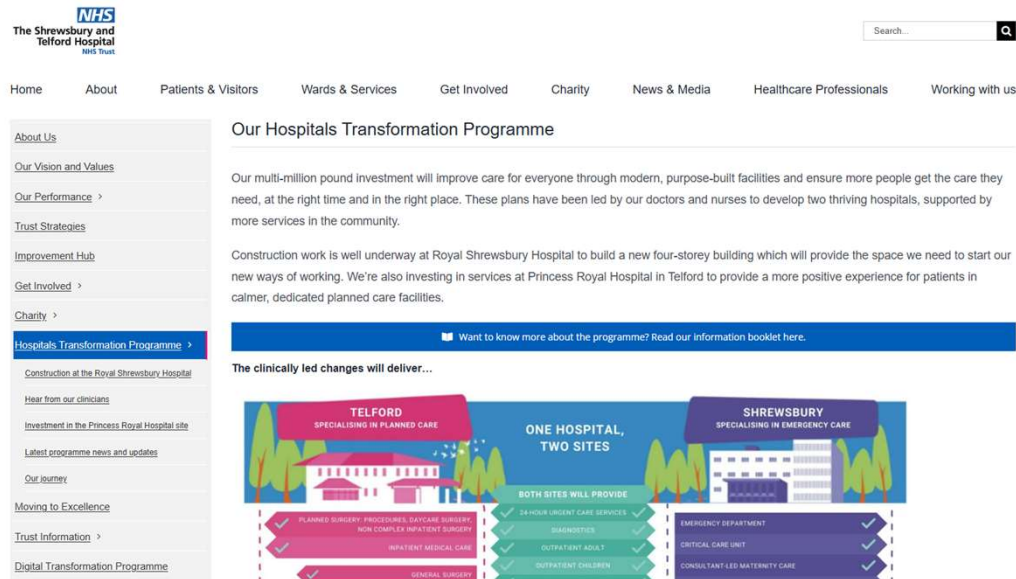 NHS
The Shrewsbury and
Telford Hospital
NHS Trust
Search...
Home About Patients & Visitors Wards & Services Get Involved Charity News & Media Healthcare Professionals Working with us
About Us
Our Vision and Values
Our Performance >
Trust Strategies
Improvement Hub
Get Involved >
Charity >
Hospitals Transformation Programme >
Construction at the Royal Shrewsbury Hospital
Hear from our clinicians
Investment in the Princess Royal Hospital site
Latest programme news and updates
Our journey
Moving to Excellence
Trust Information >
Digital Transformation Programme
Our Hospitals Transformation Programme
Our multi-million pound investment will improve care for everyone through modern, purpose-built facilities and ensure more people get the care they
need, at the right time and in the right place. These plans have been led by our doctors and nurses to develop two thriving hospitals, supported by
more services in the community.
Construction work is well underway at Royal Shrewsbury Hospital to build a new four-storey building which will provide the space we need to start our
new ways of working. We're also investing in services at Princess Royal Hospital in Telford to provide a more positive experience for patients in
calmer, dedicated planned care facilities.
Want to know more about the programme? Read our information booklet here.
The clinically led changes will deliver…
TELFORD
SPECIALISING IN PLANNED CARE
ONE HOSPITAL,
TWO SITES
SHREWSBURY
SPECIALISING IN EMERGENCY CARE
BOTH SITES WILL PROVIDE
24-HOUR URGENT CARE SERVICES
DIAGNOSTICS
OUTPATIENT ADULT
OUTPATIENT CHILDREN
PLANNED SURGERY: PROCEDURES, DAYCARE SURGERY,
NON COMPLEX INPATIENT SURGERY
INPATIENT MEDICAL CARE
GENERAL SURGERY
EMERGENCY DEPARTMENT
CRITICAL CARE UNIT
CONSULTANT-LED MATERNITY CARE